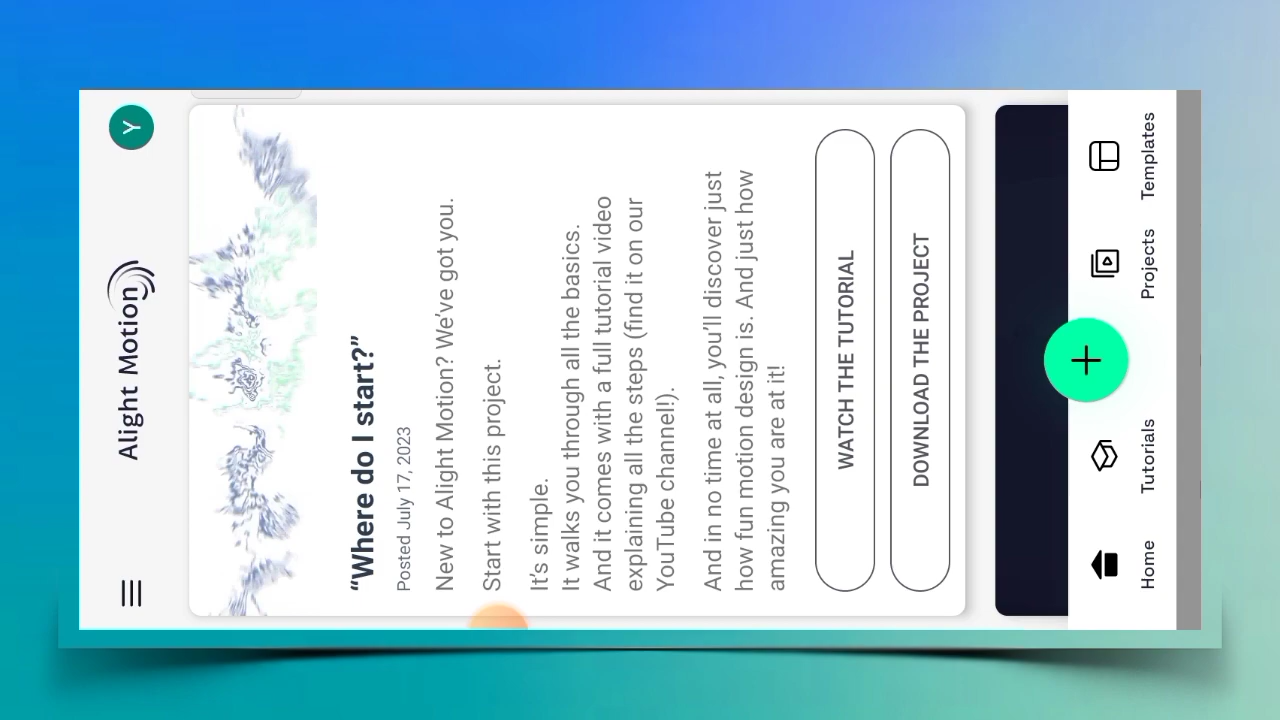 Alight Motion
Y
“Where do I start?”
Posted July 17, 2023
New to Alight Motion? We’ve got you.
Start with this project.
It’s simple.
It walks you through all the basics.
And it comes with a full tutorial video
explaining all the steps (find it on our
YouTube channel!).
And in no time at all, you’ll discover just
how fun motion design is. And just how
amazing you are at it!
WATCH THE TUTORIAL
DOWNLOAD THE PROJECT
Home
Tutorials
Projects
Templates